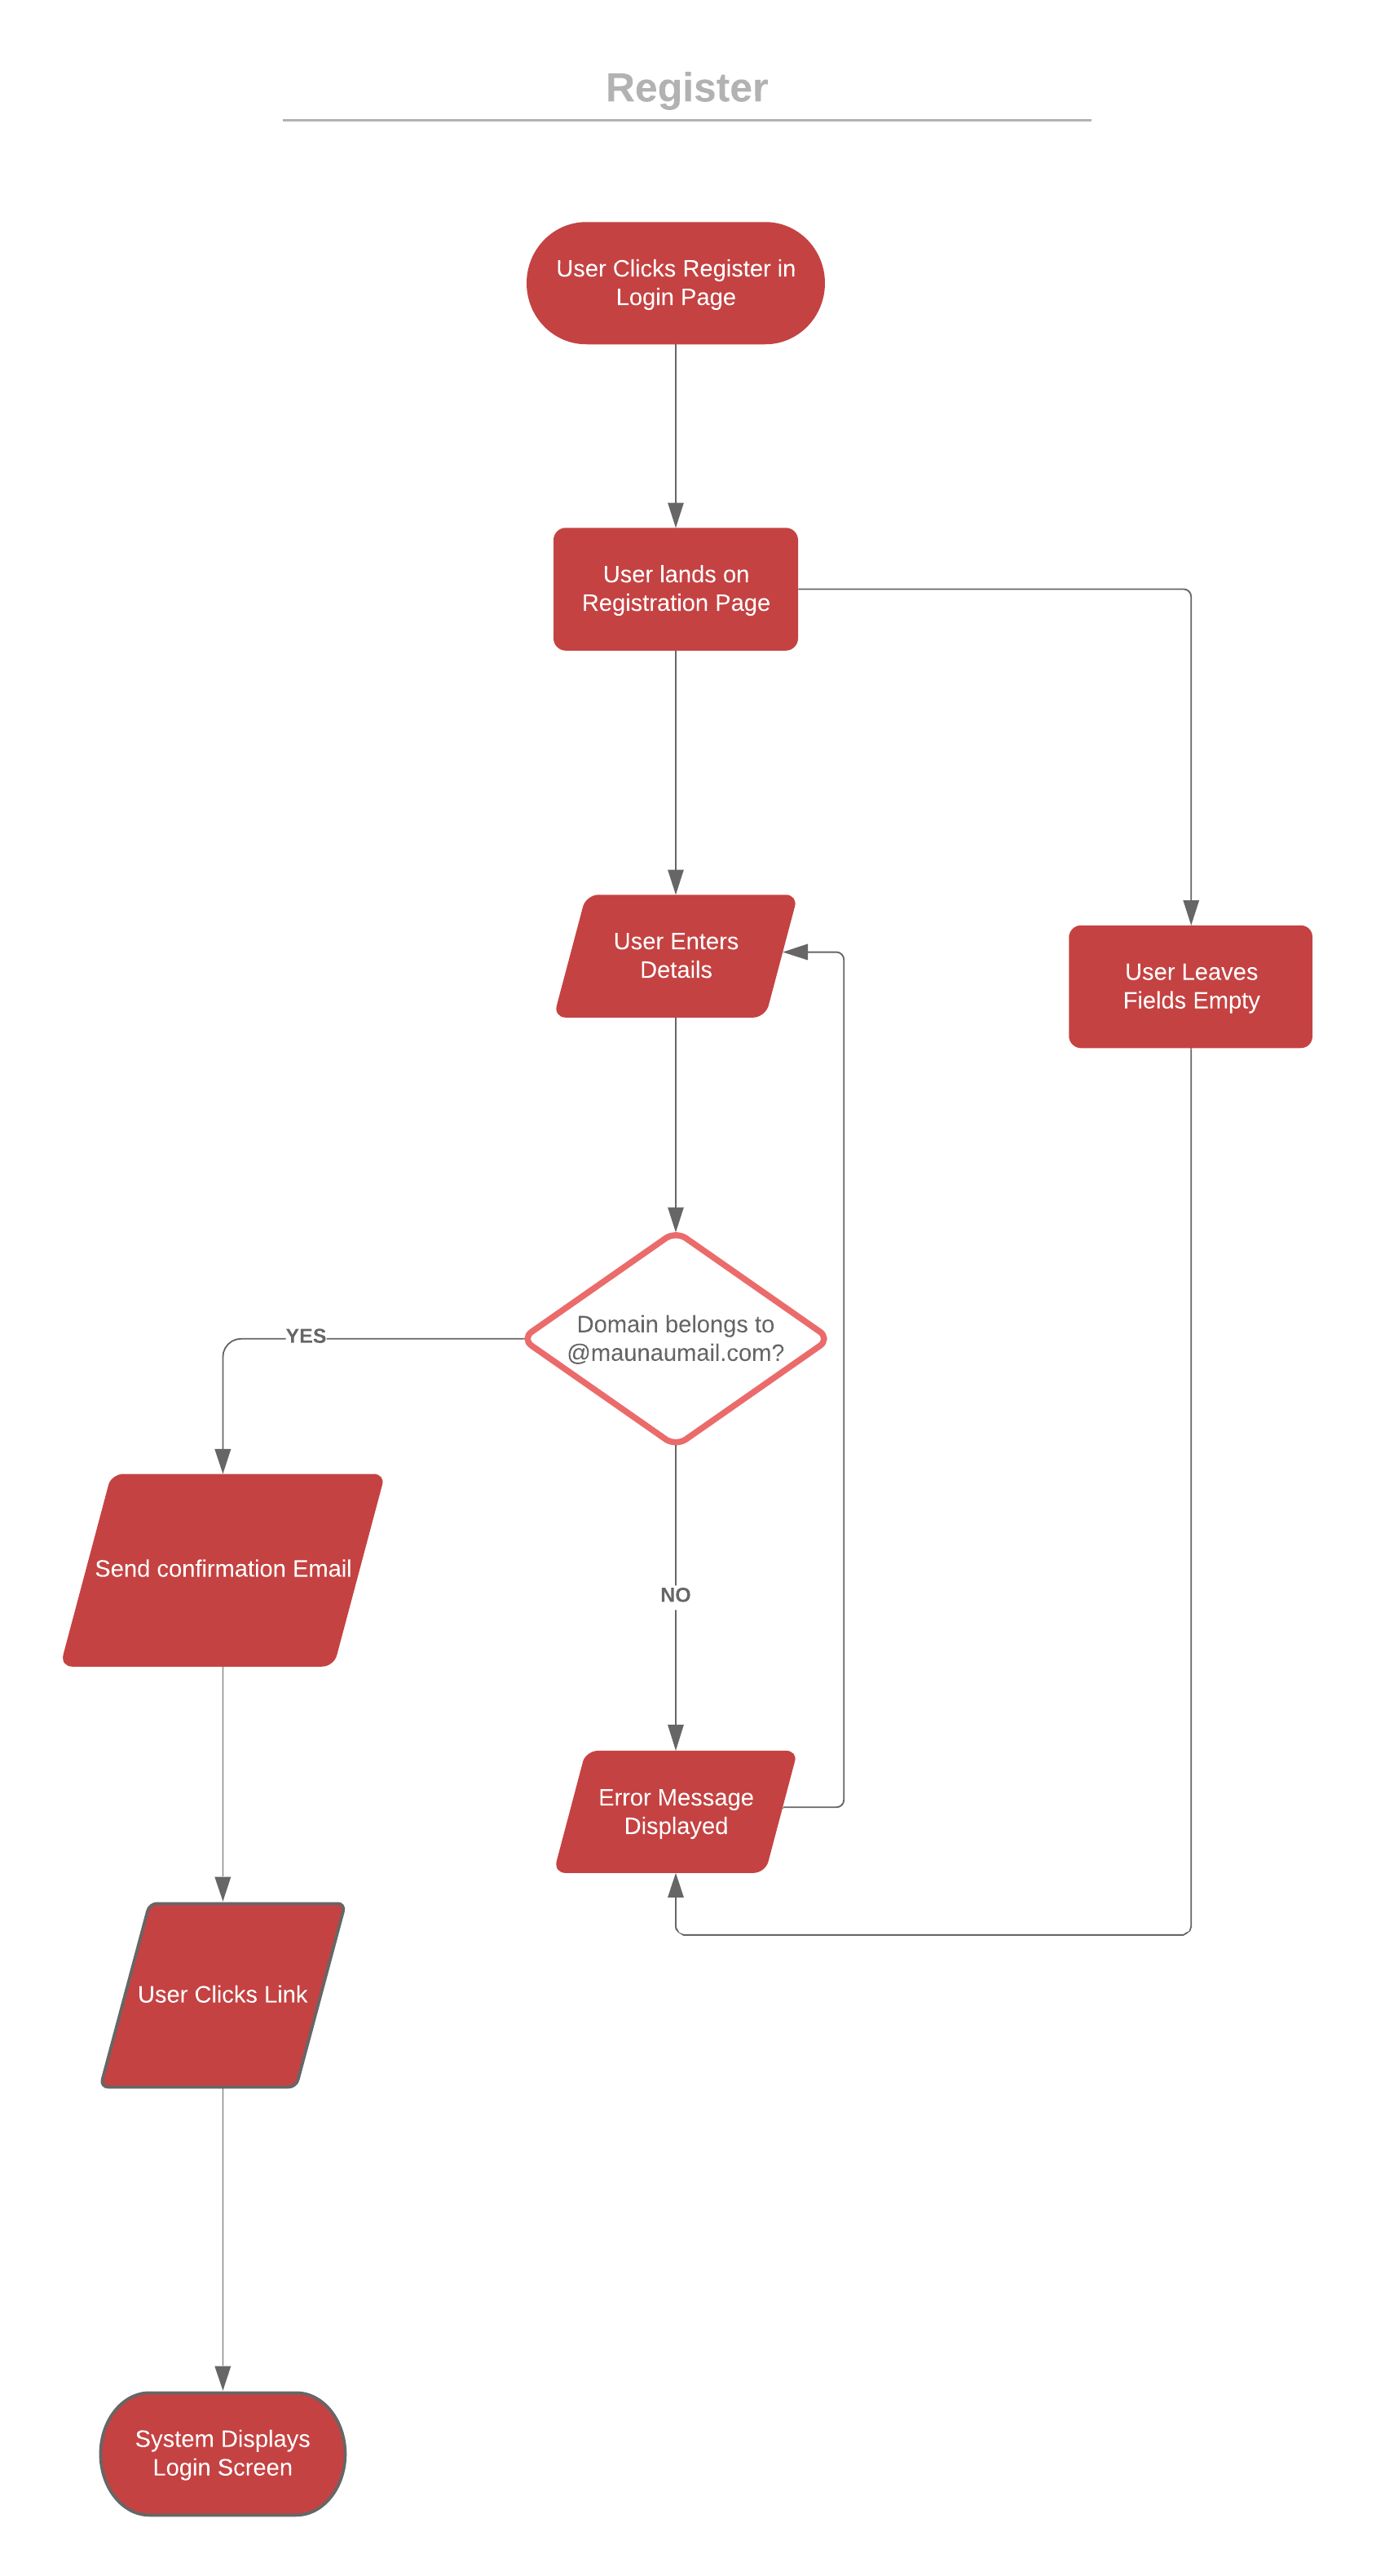 Register
User Clicks Register in
Login Page
User lands on
Registration Page
User Enters
Details
User Leaves
Fields Empty
Domain belongs to
@maunaumail.com?
YES
Send confirmation Email
NO
Error Message
Displayed
User Clicks Link
System Displays
Login Screen